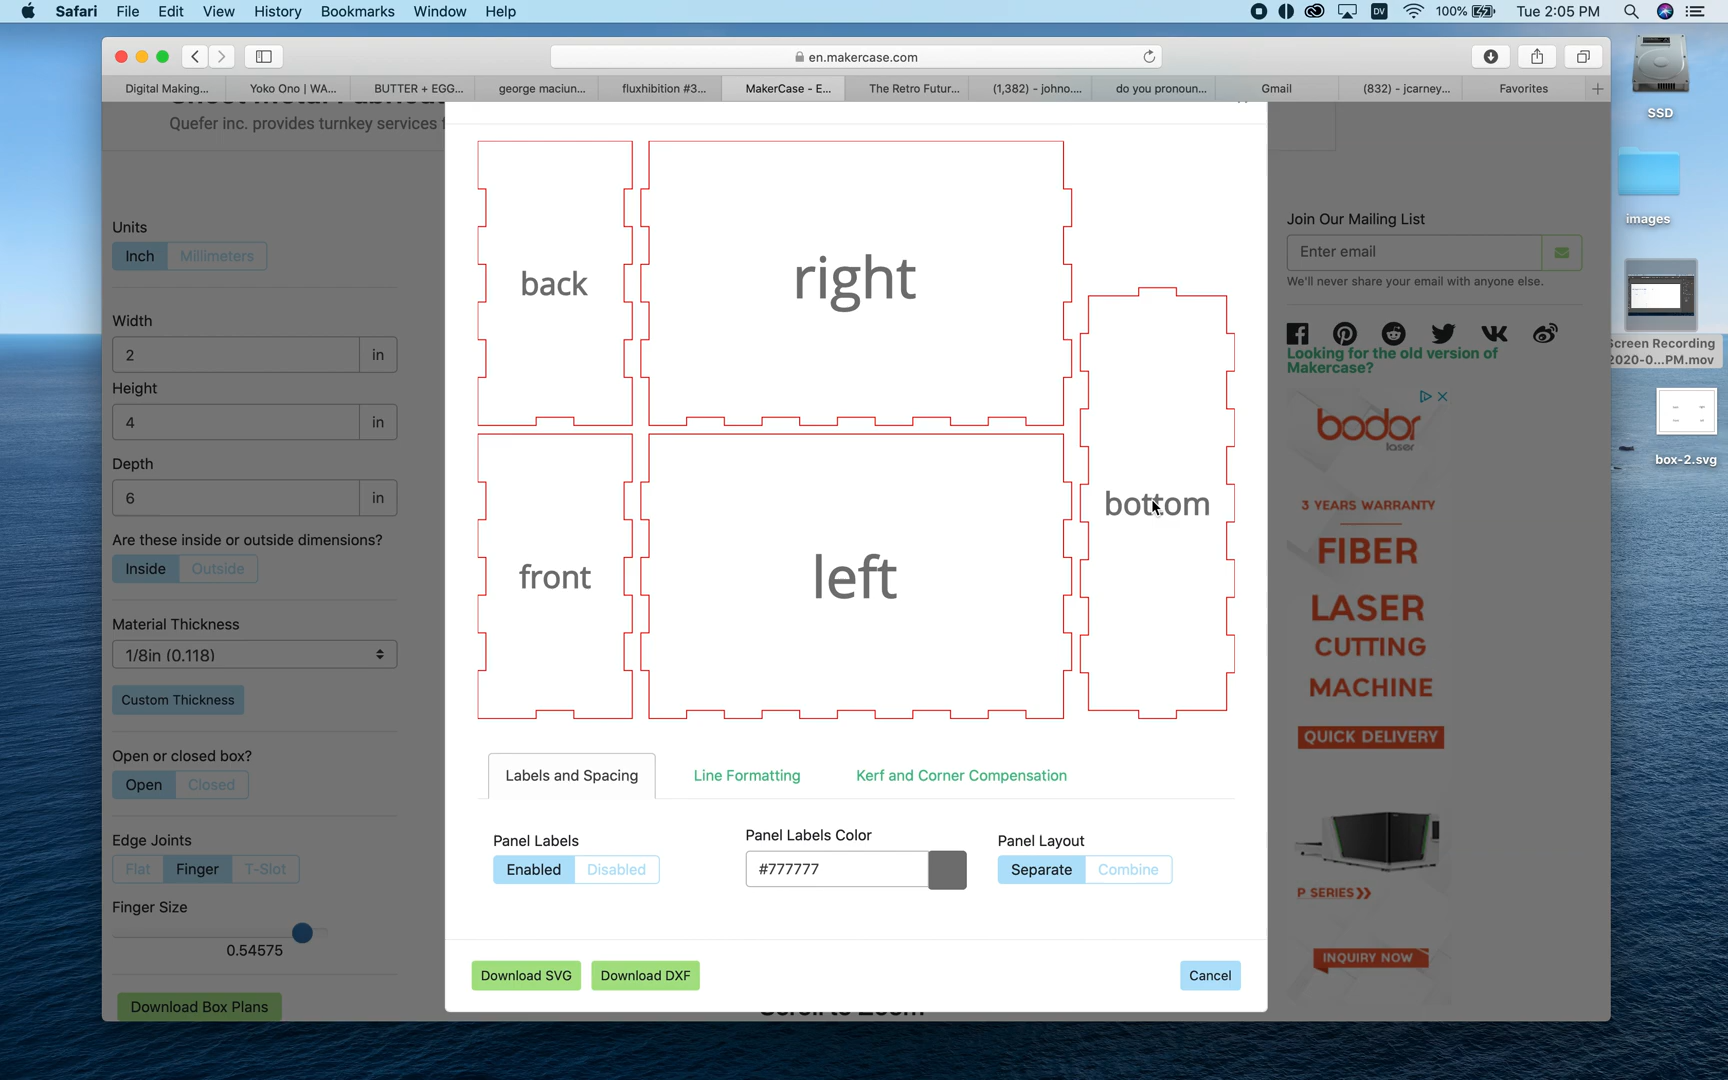 Safari File Edit View History Bookmarks Window Help
DV 100% Tue 2:05 PM
en.makercase.com
Digital Making... Yoko Ono | WA... BUTTER + EGG... george maciun... fluxhibition #3... MakerCase - E... The Retro Futur... (1,382) - johno.... do you pronoun... Gmail (832) - jcarney... Favorites
Quefer inc. provides turnkey services f
Units
Inch Millimeters
Width
2 in
Height
4 in
Depth
6 in
Are these inside or outside dimensions?
Inside Outside
Material Thickness
1/8in (0.118)
Custom Thickness
Open or closed box?
Open Closed
Edge Joints
Flat Finger T-Slot
Finger Size
0.54575
Download Box Plans
back
right
front
left
bottom
Labels and Spacing Line Formatting Kerf and Corner Compensation
Panel Labels
Enabled Disabled
Panel Labels Color
#777777
Panel Layout
Separate Combine
Download SVG Download DXF Cancel
Scroll to Zoom
Join Our Mailing List
Enter email
We'll never share your email with anyone else.
Looking for the old version of
Makercase?
bodor
laser
3 YEARS WARRANTY
FIBER
LASER
CUTTING
MACHINE
QUICK DELIVERY
P SERIES
INQUIRY NOW
SSD
images
Screen Recording
2020-0...PM.mov
box-2.svg